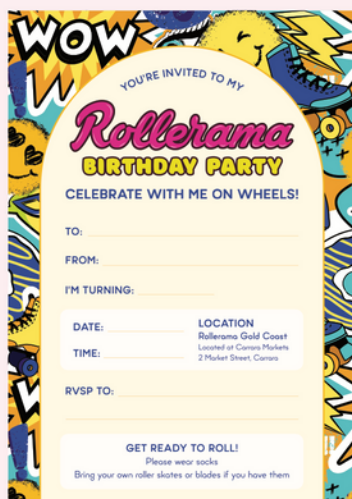 WOW
YOU'RE INVITED TO MY
Rollerama
BIRTHDAY PARTY
CELEBRATE WITH ME ON WHEELS!
TO:
FROM:
I'M TURNING:
DATE:
TIME:
LOCATION
Rollerama Gold Coast
Located at Carrara Markets
2 Market Street, Carrara
RVSP TO:
GET READY TO ROLL!
Please wear socks
Bring your own roller skates or blades if you have them